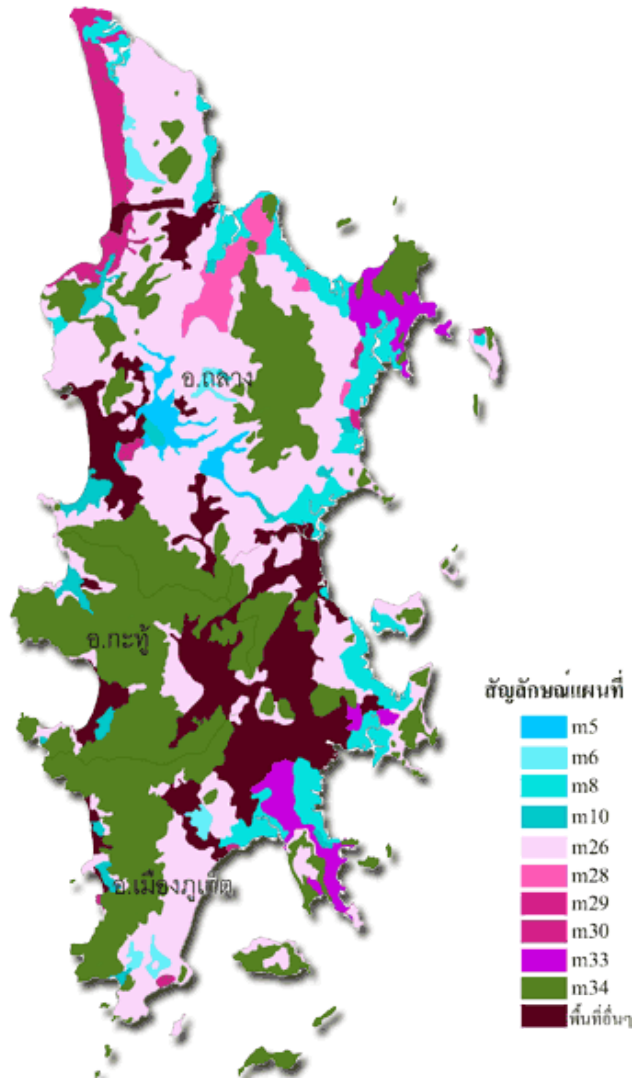 อ.ถลาง
อ.กะทู้
อ.เมืองภูเก็ต
สัญลักษณ์แผนที่
m5
m6
m8
m10
m26
m28
m29
m30
m33
m34
พื้นที่อื่นๆ